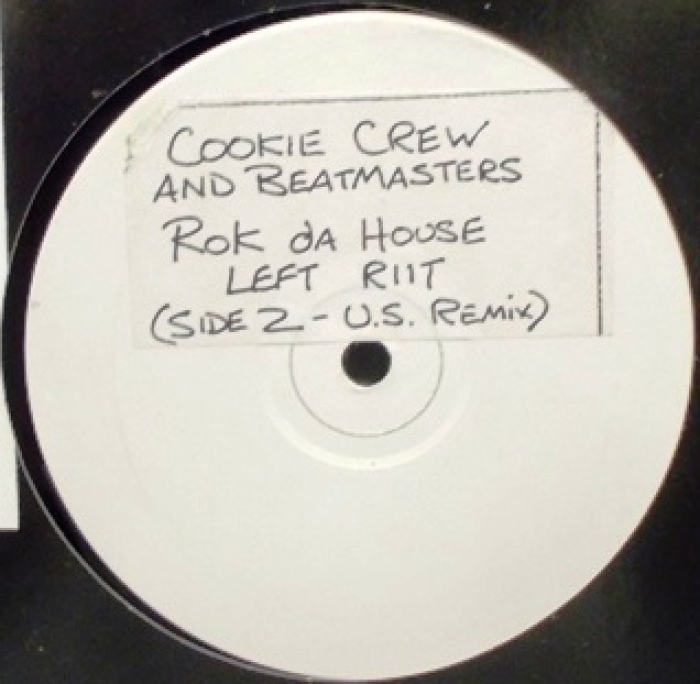 COOKIE CREW
AND BEATMASTERS
ROK dA HOUSE
LEFT RIIT
(SIDE 2 - U.S. REMIX)